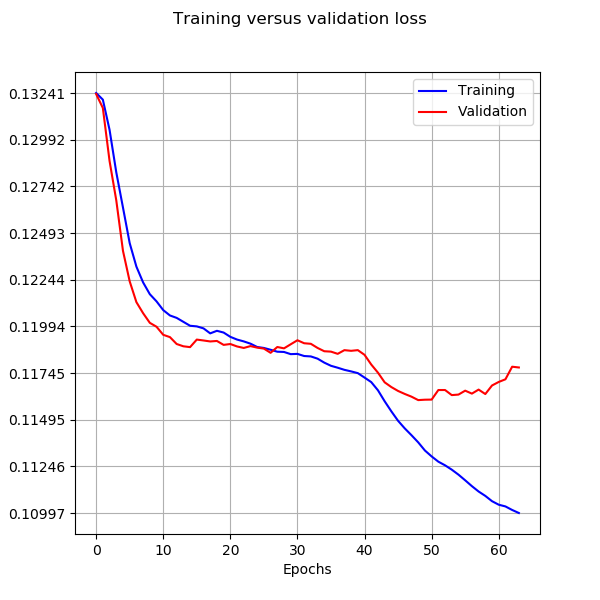 Training versus validation loss
Training
Validation
0.13241
0.12992
0.12742
0.12493
0.12244
0.11994
0.11745
0.11495
0.11246
0.10997
0 10 20 30 40 50 60
Epochs